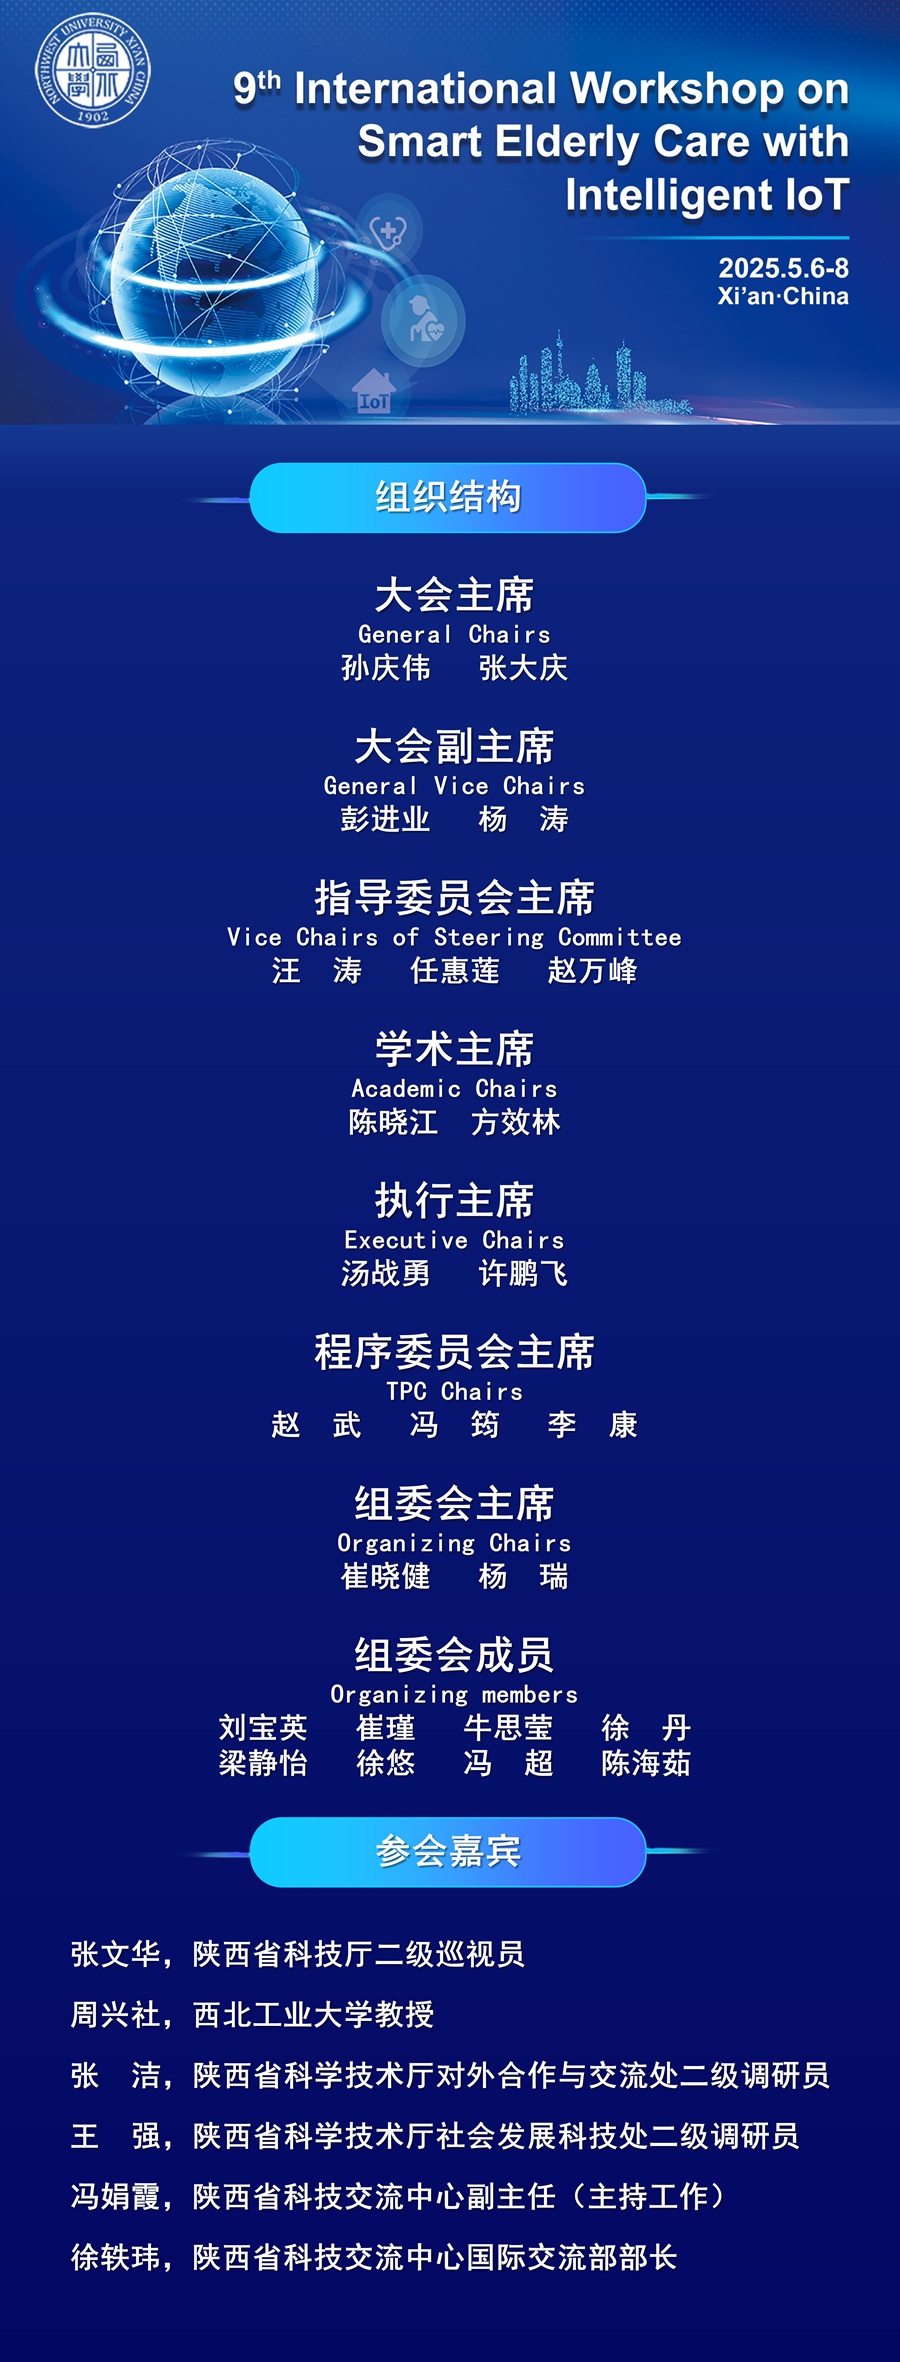 NORTHWEST UNIVERSITY XI'AN CHINA
1902
9th International Workshop on
Smart Elderly Care with
Intelligent IoT
2025.5.6-8
Xi'an·China
IoT
组织结构
大会主席
General Chairs
孙庆伟 张大庆
大会副主席
General Vice Chairs
彭进业 杨 涛
指导委员会主席
Vice Chairs of Steering Committee
汪 涛 任惠莲 赵万峰
学术主席
Academic Chairs
陈晓江 方效林
执行主席
Executive Chairs
汤战勇 许鹏飞
程序委员会主席
TPC Chairs
赵 武 冯 筠 李 康
组委会主席
Organizing Chairs
崔晓健 杨 瑞
组委会成员
Organizing members
刘宝英 崔瑾 牛思莹 徐 丹
梁静怡 徐悠 冯 超 陈海茹
参会嘉宾
张文华，陕西省科技厅二级巡视员
周兴社，西北工业大学教授
张 洁，陕西省科学技术厅对外合作与交流处二级调研员
王 强，陕西省科学技术厅社会发展科技处二级调研员
冯娟霞，陕西省科技交流中心副主任（主持工作）
徐轶玮，陕西省科技交流中心国际交流部部长